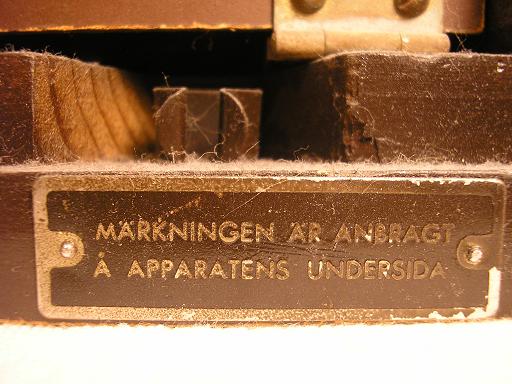 MÄRKNINGEN ÄR ANBRAGT
Å APPARATENS UNDERSIDA